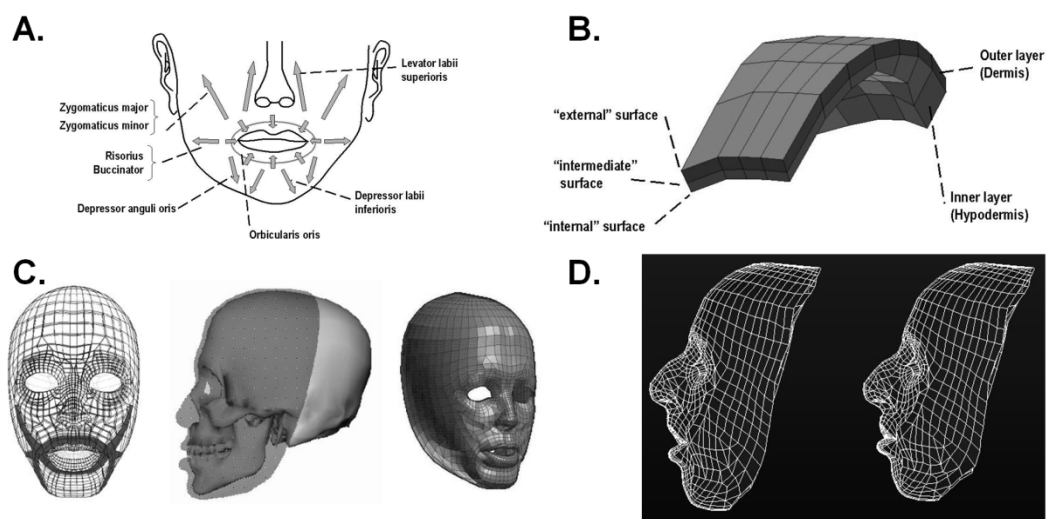 A.
Levator labii
superioris
Zygomaticus major
Zygomaticus minor
Risorius
Buccinator
Depressor anguli oris
Depressor labii
inferioris
Orbicularis oris
B.
Outer layer
(Dermis)
“external” surface
“intermediate”
surface
“internal” surface
Inner layer
(Hypodermis)
C.
D.